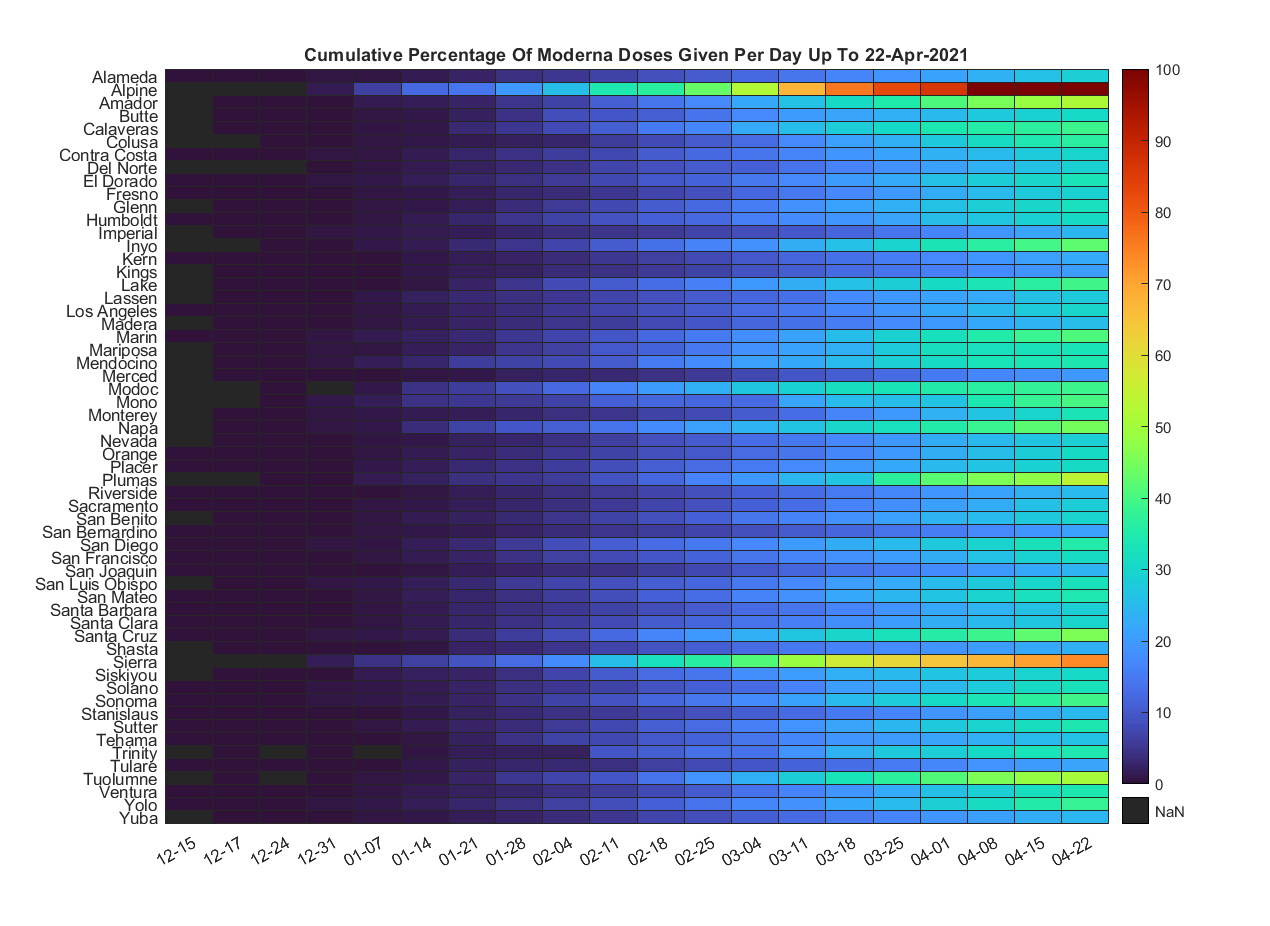 Cumulative Percentage Of Moderna Doses Given Per Day Up To 22-Apr-2021
Alameda
Alpine
Amador
Butte
Calaveras
Colusa
Contra Costa
Del Norte
El Dorado
Fresno
Glenn
Humboldt
Imperial
Inyo
Kern
Kings
Lake
Lassen
Los Angeles
Madera
Marin
Mariposa
Mendocino
Merced
Modoc
Mono
Monterey
Napa
Nevada
Orange
Placer
Plumas
Riverside
Sacramento
San Benito
San Bernardino
San Diego
San Francisco
San Joaquin
San Luis Obispo
San Mateo
Santa Barbara
Santa Clara
Santa Cruz
Shasta
Sierra
Siskiyou
Solano
Sonoma
Stanislaus
Sutter
Tehama
Trinity
Tulare
Tuolumne
Ventura
Yolo
Yuba
12-15 12-17 12-24 12-31 01-07 01-14 01-21 01-28 02-04 02-11 02-18 02-25 03-04 03-11 03-18 03-25 04-01 04-08 04-15 04-22
100
90
80
70
60
50
40
30
20
10
0
NaN